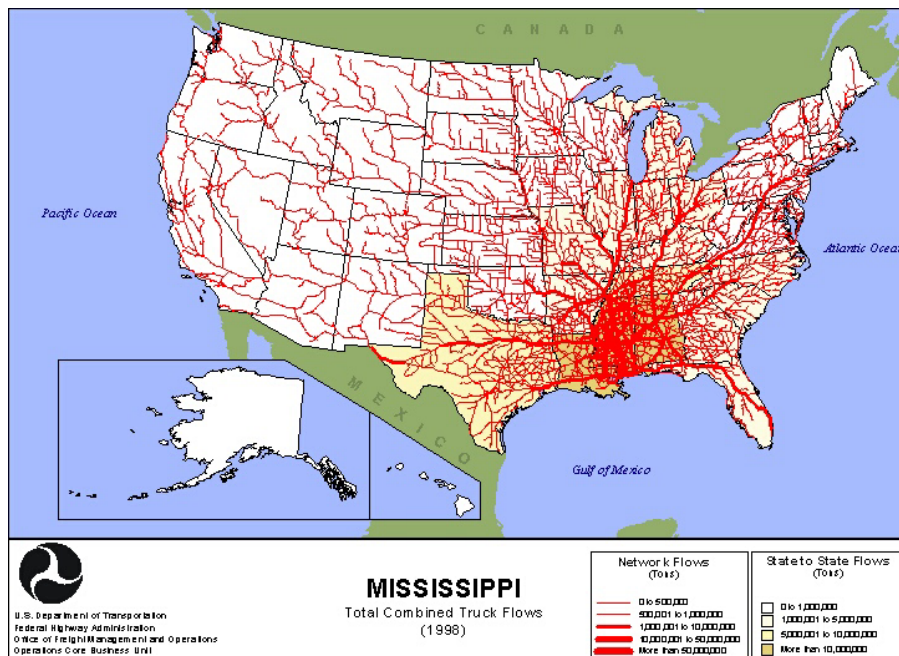 CANADA
Pacific Ocean
Atlantic Ocean
MEXICO
Gulf of Mexico
U.S. Department of Transportation
Federal Highway Administration
Office of Freight Management and Operations
Operations Core Business Unit
MISSISSIPPI
Total Combined Truck Flows
(1998)
Network Flows
(Tons)
0 to 500,000
500,001 to 1,000,000
1,000,001 to 10,000,000
10,000,001 to 50,000,000
More than 50,000,000
State to State Flows
(Tons)
0 to 1,000,000
1,000,001 to 5,000,000
5,000,001 to 10,000,000
More than 10,000,000